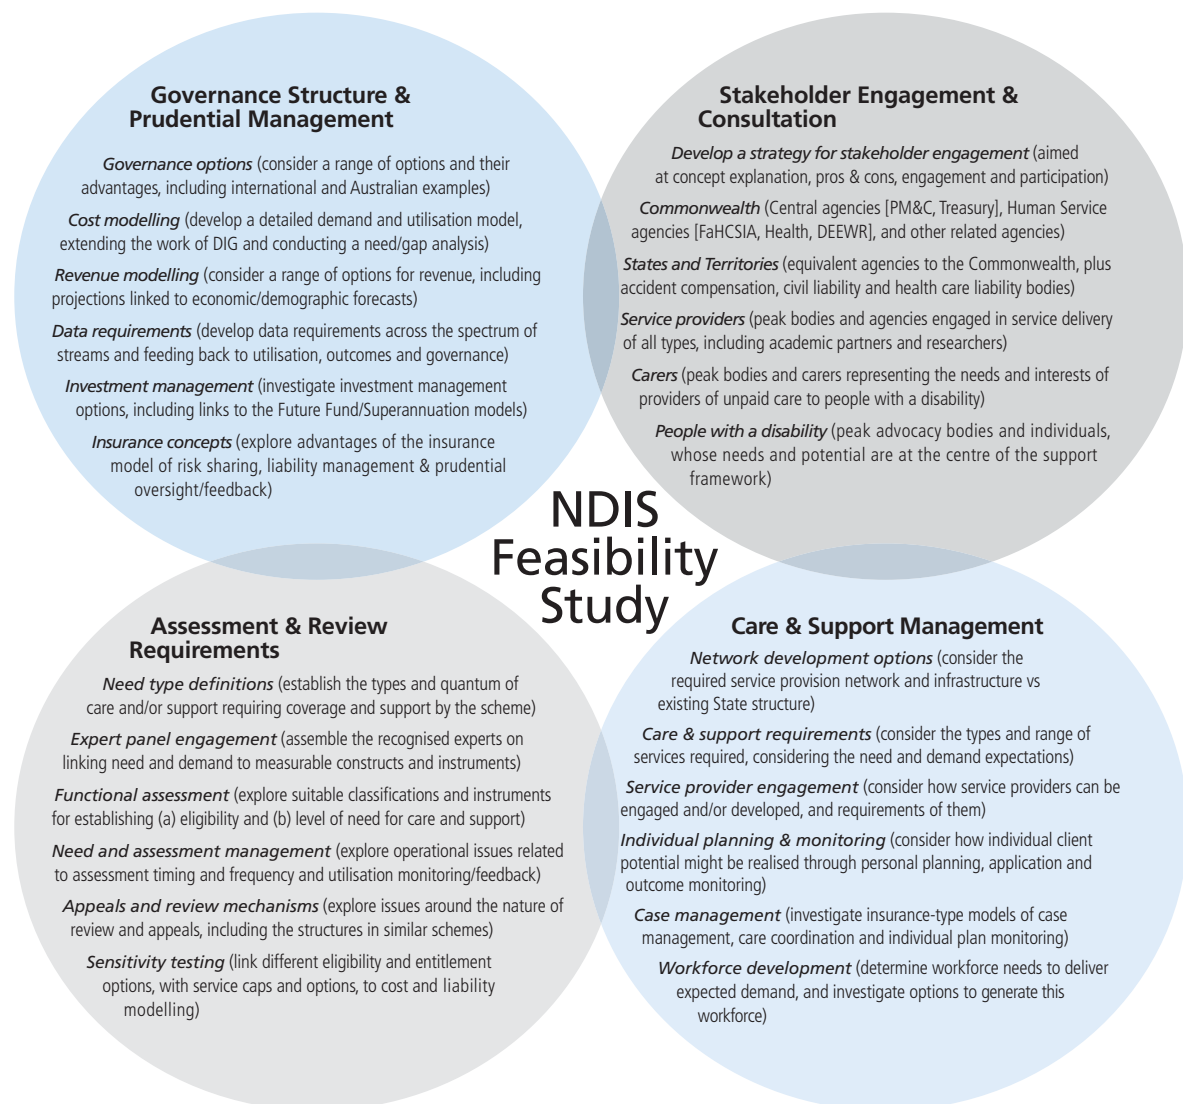 Governance Structure &
Prudential Management
Governance options (consider a range of options and their
advantages, including international and Australian examples)
Cost modelling (develop a detailed demand and utilisation model,
extending the work of DIG and conducting a need/gap analysis)
Revenue modelling (consider a range of options for revenue, including
projections linked to economic/demographic forecasts)
Data requirements (develop data requirements across the spectrum of
streams and feeding back to utilisation, outcomes and governance)
Investment management (investigate investment management
options, including links to the Future Fund/Superannuation models)
Insurance concepts (explore advantages of the insurance
model of risk sharing, liability management & prudential
oversight/feedback)
Stakeholder Engagement &
Consultation
Develop a strategy for stakeholder engagement (aimed
at concept explanation, pros & cons, engagement and participation)
Commonwealth (Central agencies [PM&C, Treasury], Human Service
agencies [FaHCSIA, Health, DEEWR], and other related agencies)
States and Territories (equivalent agencies to the Commonwealth, plus
accident compensation, civil liability and health care liability bodies)
Service providers (peak bodies and agencies engaged in service delivery
of all types, including academic partners and researchers)
Carers (peak bodies and carers representing the needs and interests of
providers of unpaid care to people with a disability)
People with a disability (peak advocacy bodies and individuals,
whose needs and potential are at the centre of the support
framework)
NDIS
Feasibility
Study
Assessment & Review
Requirements
Need type definitions (establish the types and quantum of
care and/or support requiring coverage and support by the scheme)
Expert panel engagement (assemble the recognised experts on
linking need and demand to measurable constructs and instruments)
Functional assessment (explore suitable classifications and instruments
for establishing (a) eligibility and (b) level of need for care and support)
Need and assessment management (explore operational issues related
to assessment timing and frequency and utilisation monitoring/feedback)
Appeals and review mechanisms (explore issues around the nature of
review and appeals, including the structures in similar schemes)
Sensitivity testing (link different eligibility and entitlement
options, with service caps and options, to cost and liability
modelling)
Care & Support Management
Network development options (consider the
required service provision network and infrastructure vs
existing State structure)
Care & support requirements (consider the types and range of
services required, considering the need and demand expectations)
Service provider engagement (consider how service providers can be
engaged and/or developed, and requirements of them)
Individual planning & monitoring (consider how individual client
potential might be realised through personal planning, application and
outcome monitoring)
Case management (investigate insurance-type models of case
management, care coordination and individual plan monitoring)
Workforce development (determine workforce needs to deliver
expected demand, and investigate options to generate this
workforce)